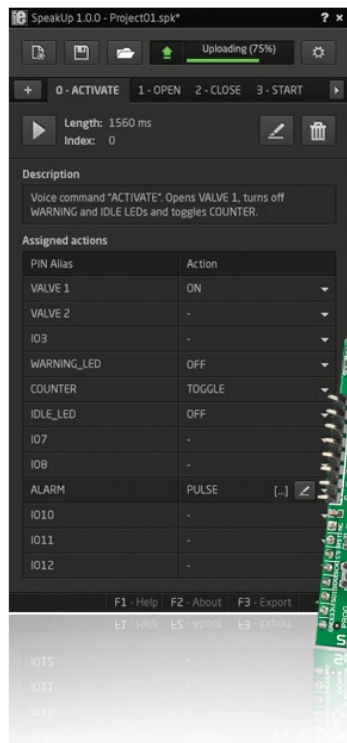 SpeakUp 1.0.0 - Project01.spk*
? ×
Uploading (75%)
+ 0 - ACTIVATE 1 - OPEN 2 - CLOSE 3 - START
Length: 1560 ms
Index: 0
Description
Voice command "ACTIVATE". Opens VALVE 1, turns off
WARNING and IDLE LEDs and toggles COUNTER.
Assigned actions
PIN Alias Action
VALVE 1 ON
VALVE 2 -
IO3 -
WARNING_LED OFF
COUNTER TOGGLE
IDLE_LED OFF
IO7 -
IO8 -
ALARM PULSE [...]
IO10 -
IO11 -
IO12 -
F1 - Help F2 - About F3 - Export
PROG